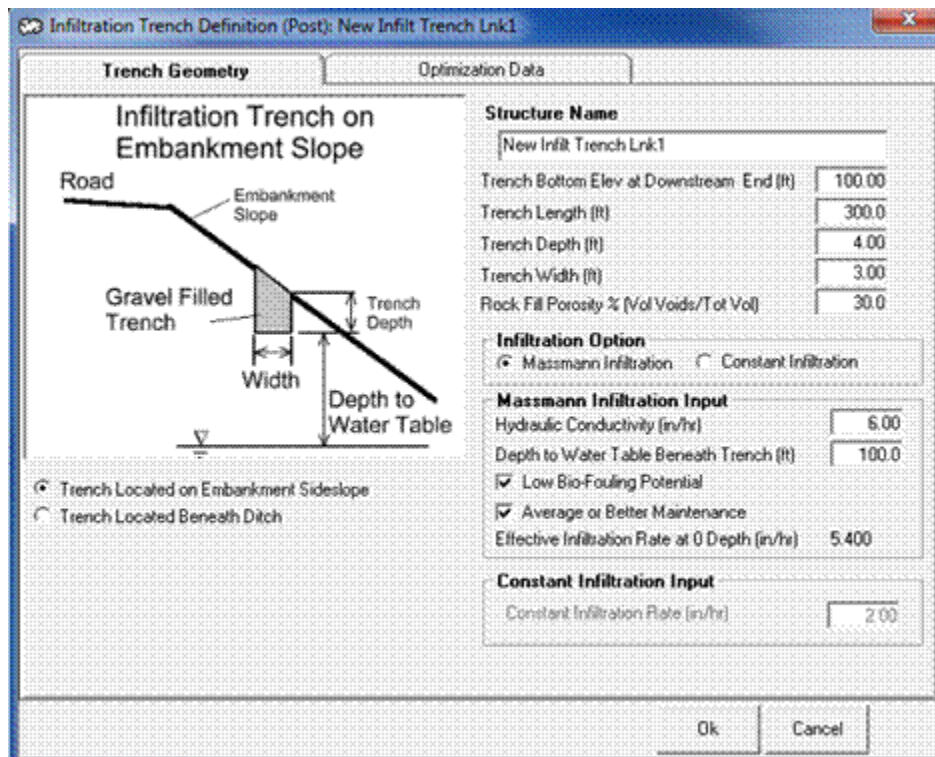 Infiltration Trench Definition (Post): New Infilt Trench Lnk1
Trench Geometry
Optimization Data
Infiltration Trench on
Embankment Slope
Road
Embankment
Slope
Gravel Filled
Trench
Trench
Depth
Width
Depth to
Water Table
Trench Located on Embankment Sideslope
Trench Located Beneath Ditch
Structure Name
New Infilt Trench Lnk1
Trench Bottom Elev at Downstream End (ft) 100.00
Trench Length (ft) 300.0
Trench Depth (ft) 4.00
Trench Width (ft) 3.00
Rock Fill Porosity % (Vol Voids/Tot Vol) 30.0
Infiltration Option
Massmann Infiltration Constant Infiltration
Massmann Infiltration Input
Hydraulic Conductivity (in/hr) 6.00
Depth to Water Table Beneath Trench (ft) 100.0
Low Bio-Fouling Potential
Average or Better Maintenance
Effective Infiltration Rate at 0 Depth (in/hr) 5.400
Constant Infiltration Input
Constant Infiltration Rate (in/hr) 2.00
Ok Cancel